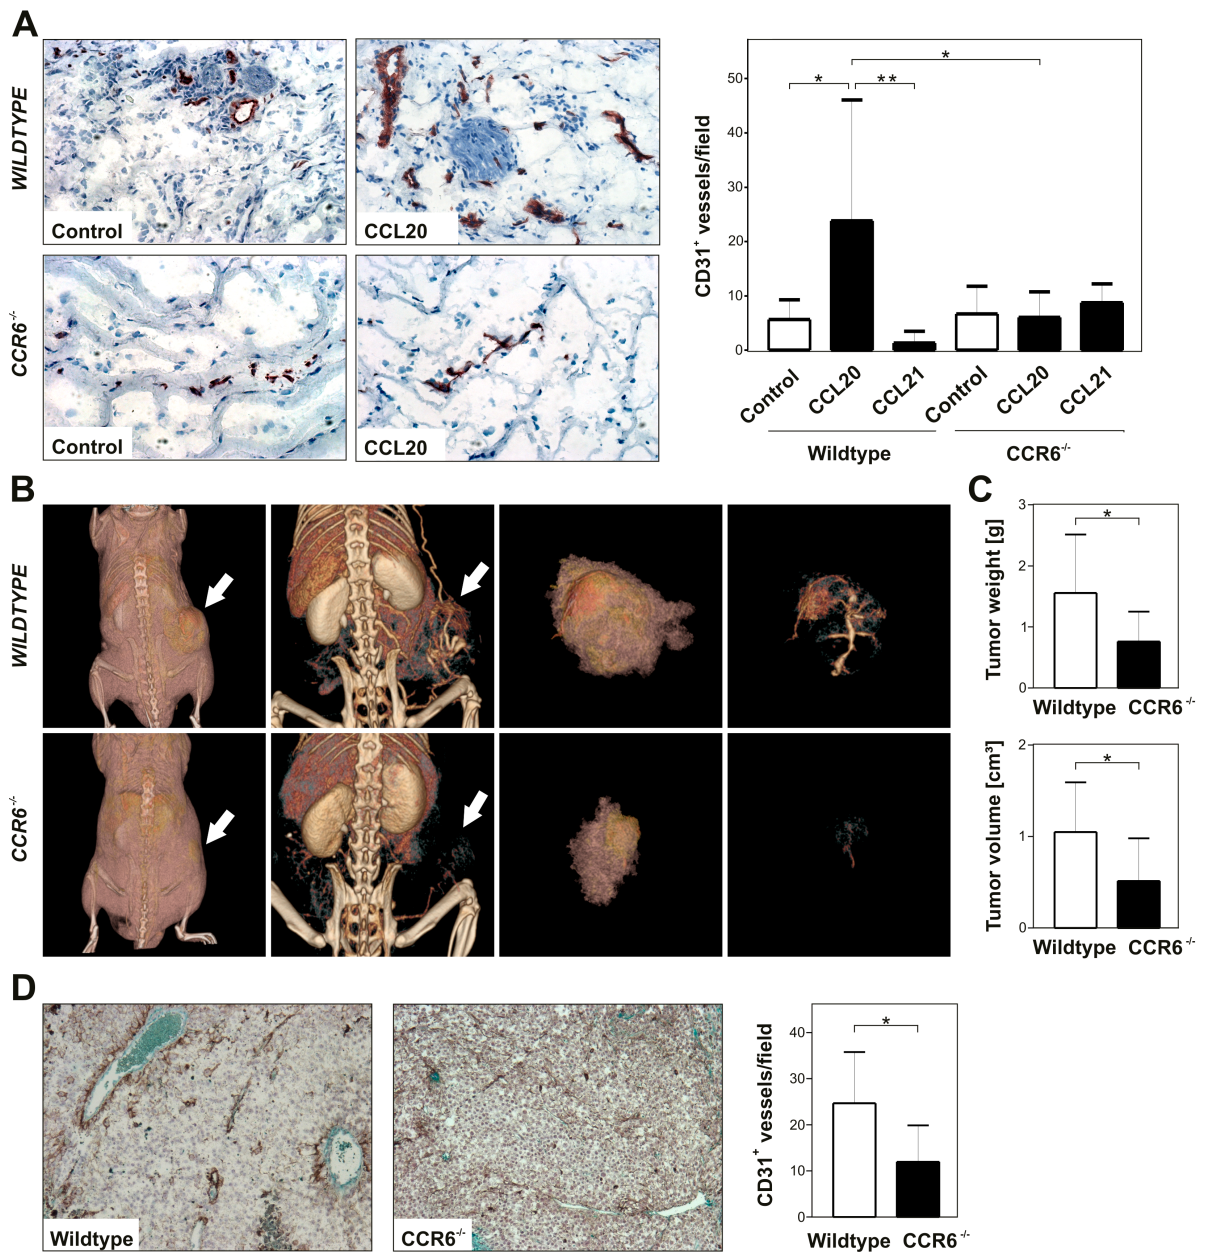 A
WILDTYPE
Control
CCL20
CCR6-/-
Control
CCL20
CD31+ vessels/field
50
40
30
20
10
0
*
**
*
Control
CCL20
CCL21
Control
CCL20
CCL21
Wildtype
CCR6-/-
B
WILDTYPE
CCR6-/-
C
Tumor weight [g]
3
2
1
0
*
Wildtype
CCR6-/-
Tumor volume [cm³]
2
1
0
*
Wildtype
CCR6-/-
D
Wildtype
CCR6-/-
CD31+ vessels/field
40
30
20
10
0
*
Wildtype
CCR6-/-